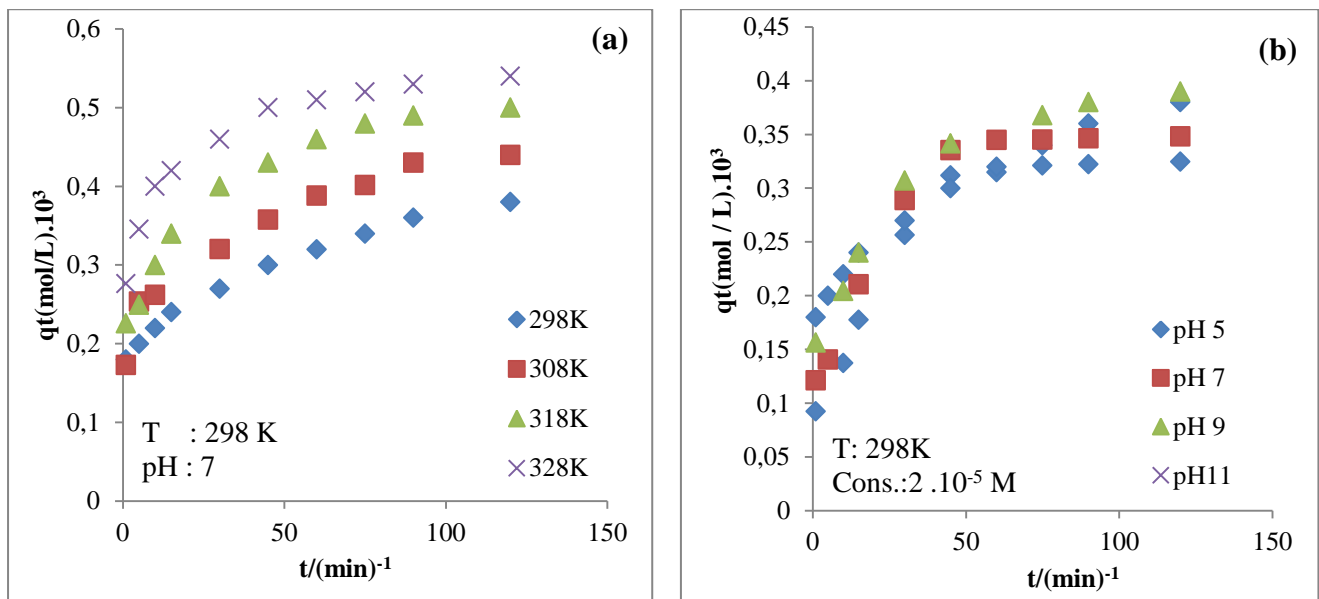 (a)
qt(mol/L).10³
0,6
0,5
0,4
0,3
0,2
0,1
0
0 50 100 150
t/(min)⁻¹
T : 298 K
pH : 7
298K
308K
318K
328K
(b)
qt(mol / L).10³
0,45
0,4
0,35
0,3
0,25
0,2
0,15
0,1
0,05
0
0 50 100 150
t/(min)⁻¹
T: 298K
Cons.:2 .10⁻⁵ M
pH 5
pH 7
pH 9
pH11